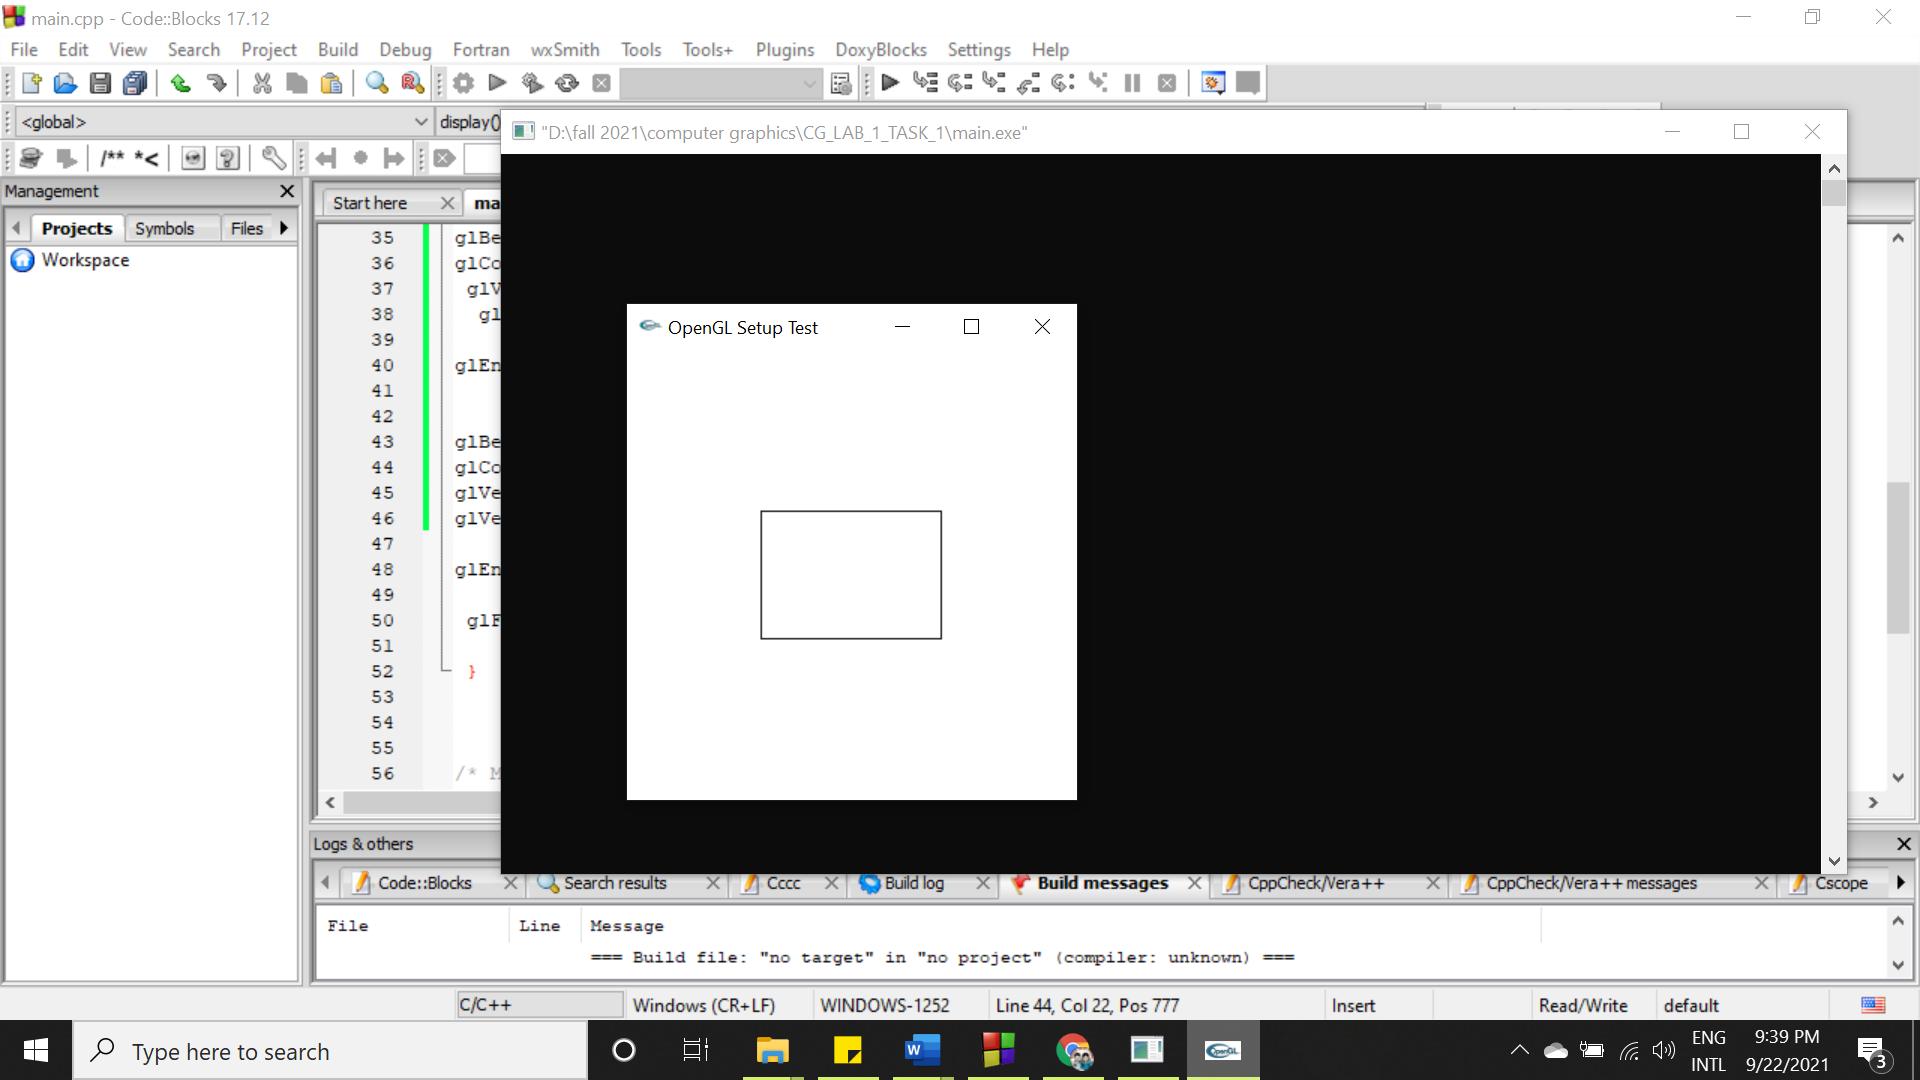 main.cpp - Code::Blocks 17.12
File Edit View Search Project Build Debug Fortran wxSmith Tools Tools+ Plugins DoxyBlocks Settings Help
<global> display()
"D:\fall 2021\computer graphics\CG_LAB_1_TASK_1\main.exe"
/** *<
Management
Start here ma
Projects Symbols Files
Workspace
35 glBe
36 glCo
37 glV
38 gl
39
40 glEn
41
42
43 glBe
44 glCo
45 glVe
46 glVe
47
48 glEn
49
50 glF
51
52 }
53
54
55
56 /* M
OpenGL Setup Test
Logs & others
Code::Blocks Search results Cccc Build log Build messages CppCheck/Vera++ CppCheck/Vera++ messages Cscope
File Line Message
=== Build file: "no target" in "no project" (compiler: unknown) ===
C/C++ Windows (CR+LF) WINDOWS-1252 Line 44, Col 22, Pos 777 Insert Read/Write default
Type here to search
ENG 9:39 PM
INTL 9/22/2021 3